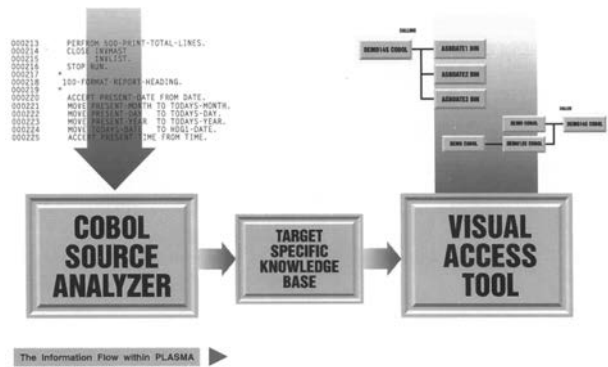 000213 PERFROM 500-PRINT-TOTAL-LINES.
000214 CLOSE INVMAST
000215 INVLIST.
000216 STOP RUN.
000217 *
000218 100-FORMAT-REPORT-HEADING.
000219 *
000220 ACCEPT PRESENT-DATE FROM DATE.
000221 MOVE PRESENT-MONTH TO TODAYS-MONTH.
000222 MOVE PRESENT-DAY TO TODAYS-DAY.
000223 MOVE PRESENT-YEAR TO TODAYS-YEAR.
000224 MOVE TODAYS-DATE TO HDG1-DATE.
000225 ACCEPT PRESENT-TIME FROM TIME.
CALLING
COBOL
COBOL
COBOL
COBOL
COBOL
COBOL
SOURCE
ANALYZER
TARGET
SPECIFIC
KNOWLEDGE
BASE
VISUAL
ACCESS
TOOL
The Information Flow within PLASMA